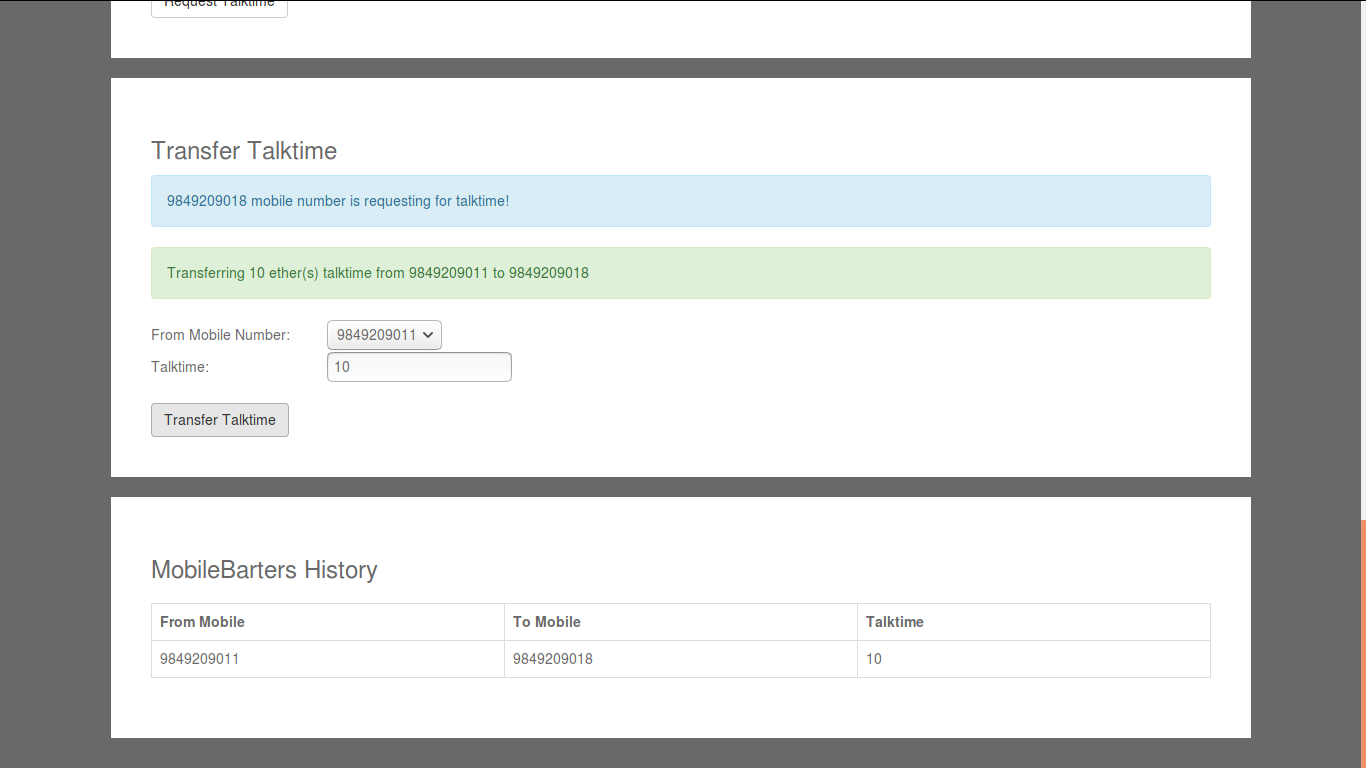 Request Talktime
Transfer Talktime
9849209018 mobile number is requesting for talktime!
Transferring 10 ether(s) talktime from 9849209011 to 9849209018
From Mobile Number: 9849209011
Talktime: 10
Transfer Talktime
MobileBarters History
From Mobile To Mobile Talktime
9849209011 9849209018 10